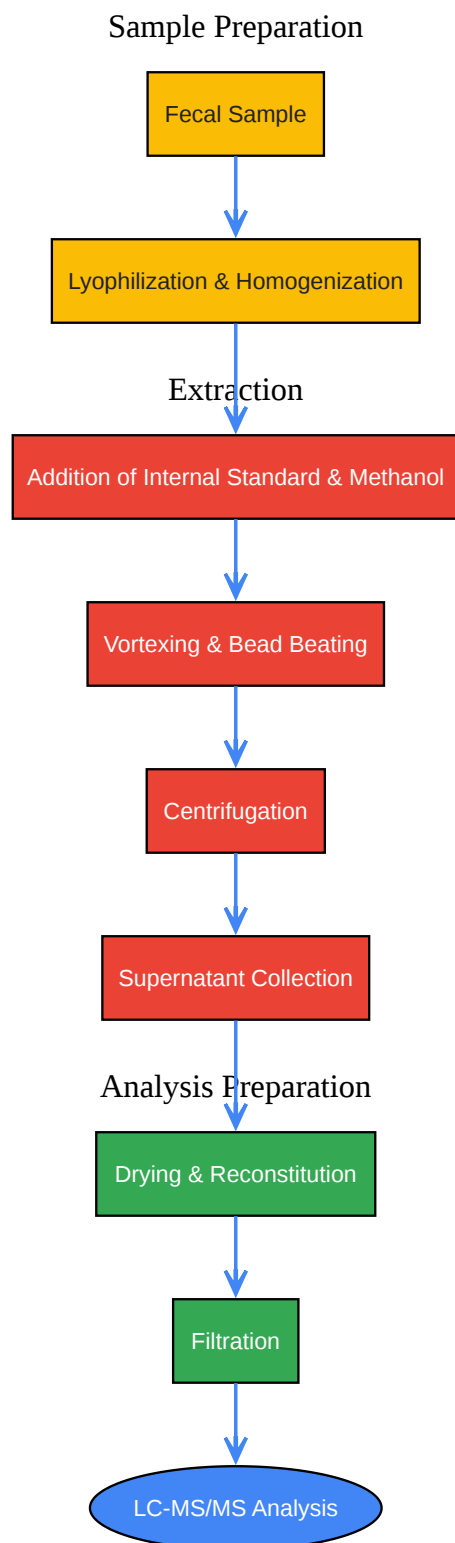 Sample Preparation
Fecal Sample
Lyophilization & Homogenization
Extraction
Addition of Internal Standard & Methanol
Vortexing & Bead Beating
Centrifugation
Supernatant Collection
Analysis Preparation
Drying & Reconstitution
Filtration
LC-MS/MS Analysis